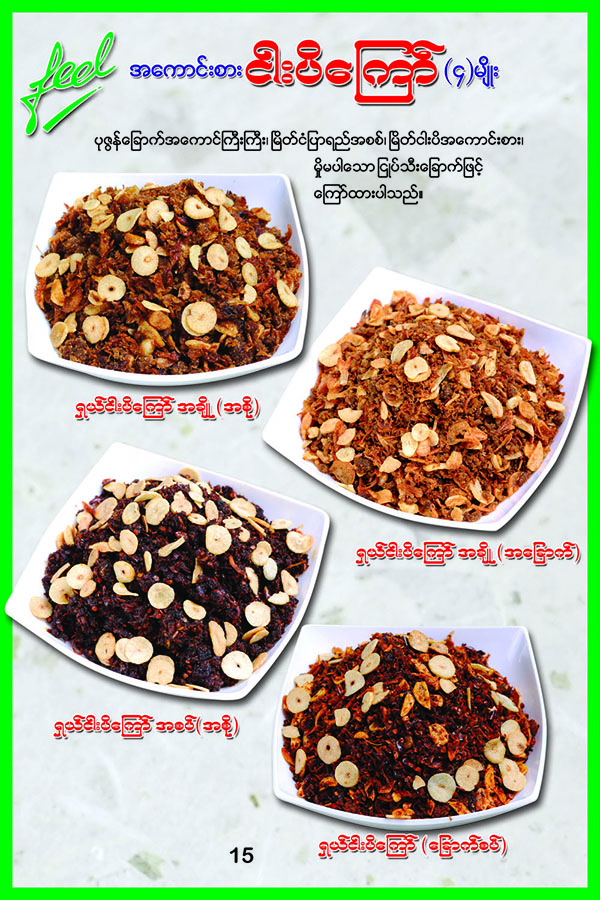 feel
အကောင်းစား ငါးပိကြော် (၄)မျိုး
ပုဇွန်ခြောက်အကောင်ကြီးကြီး၊ မြိတ်ငံပြာရည်အစစ်၊ မြိတ်ငါးပိအကောင်းစား၊
မှိုမပါသော ငြုပ်သီးခြောက်ဖြင့်
ကြော်ထားပါသည်။
ရှယ်ငါးပိကြော် အချို (အစို)
ရှယ်ငါးပိကြော် အချို (အခြောက်)
ရှယ်ငါးပိကြော် အစပ်(အစို)
ရှယ်ငါးပိကြော် (ခြောက်စပ်)
15